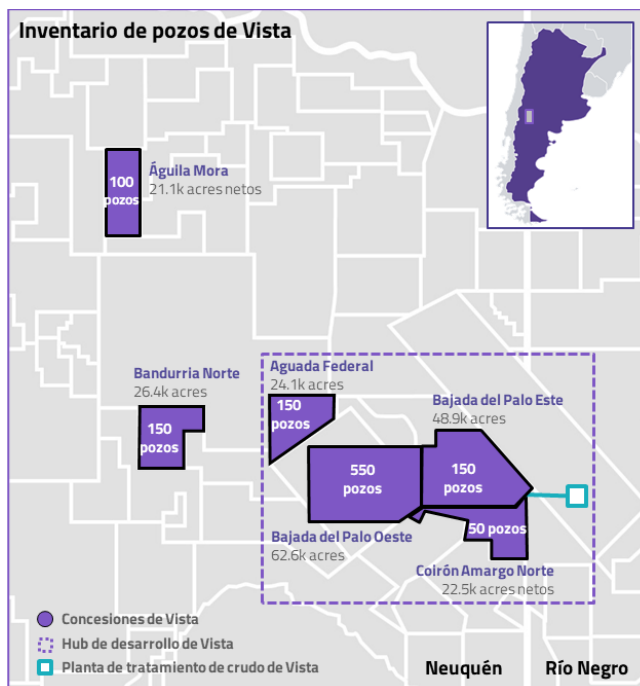 Inventario de pozos de Vista
Águila Mora
21.1k acres netos
100
pozos
Bandurria Norte
26.4k acres
150
pozos
Aguada Federal
24.1k acres
150
pozos
Bajada del Palo Este
48.9k acres
150
pozos
550
pozos
Bajada del Palo Oeste
62.6k acres
50 pozos
Coirón Amargo Norte
22.5k acres netos
Concesiones de Vista
Hub de desarrollo de Vista
Planta de tratamiento de crudo de Vista
Neuquén
Río Negro